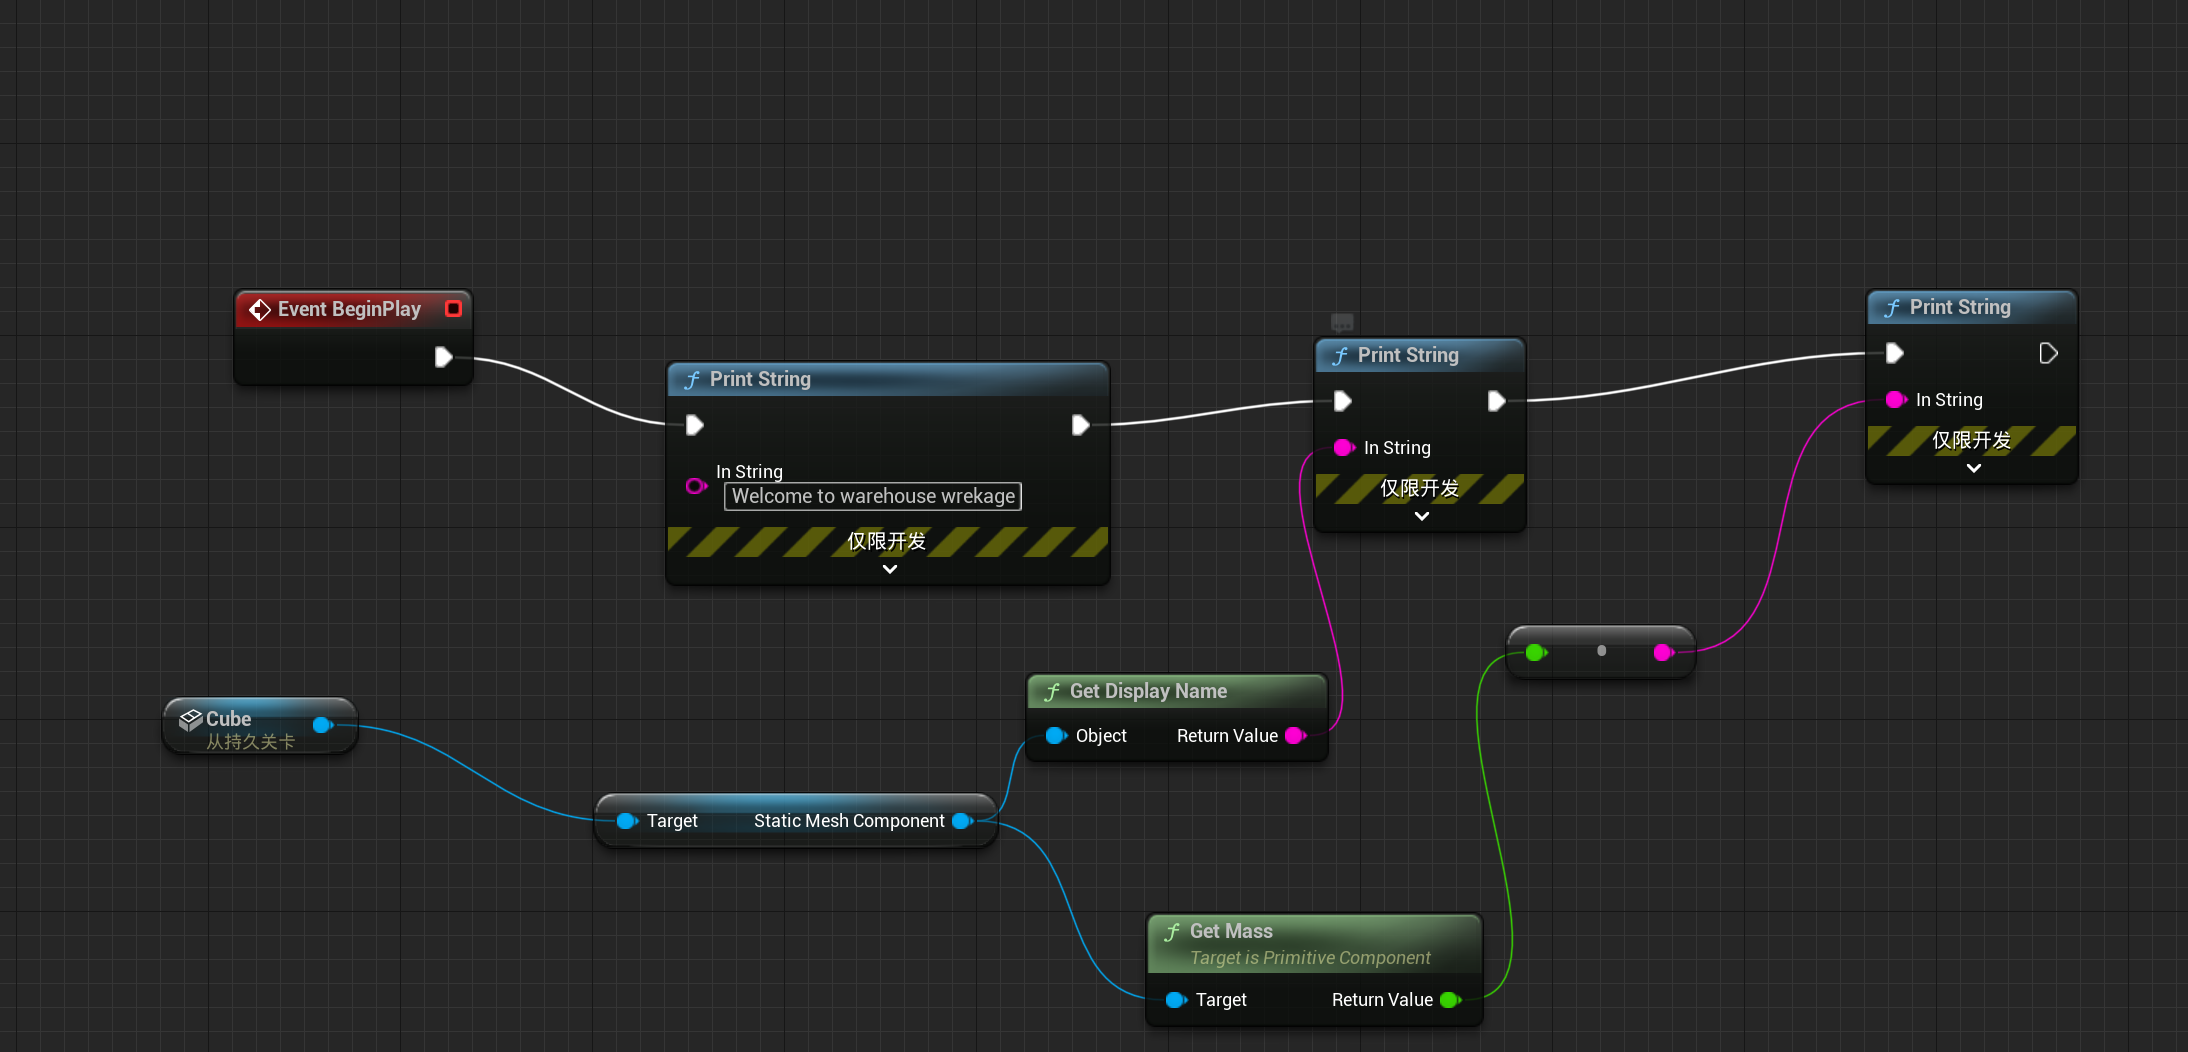 Event BeginPlay
Print String
In String
Welcome to warehouse wrekage
仅限开发
Print String
In String
仅限开发
Print String
In String
仅限开发
Cube
从持久关卡
Target
Static Mesh Component
Get Display Name
Object
Return Value
Get Mass
Target is Primitive Component
Target
Return Value